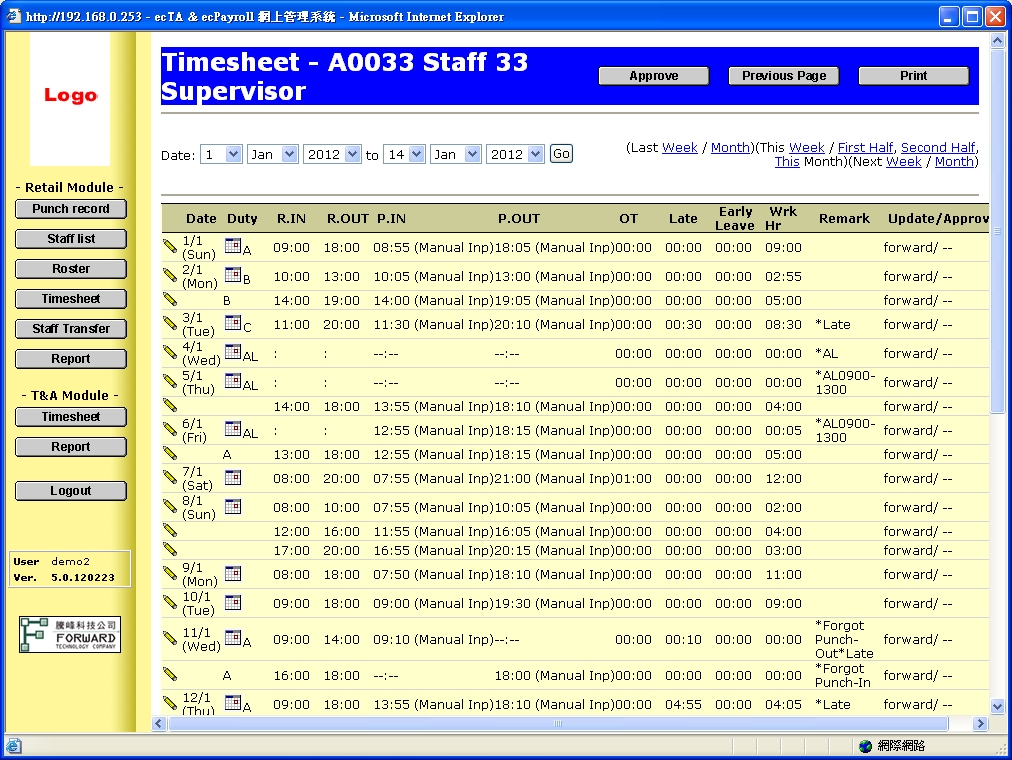 http://192.168.0.253 - ecTA & ecPayroll 網上管理系統 - Microsoft Internet Explorer
Logo
- Retail Module -
Punch record
Staff list
Roster
Timesheet
Staff Transfer
Report
- T&A Module -
Timesheet
Report
Logout
User demo2
Ver. 5.0.120223
騰峰科技公司
FORWARD
TECHNOLOGY COMPANY
Timesheet - A0033 Staff 33
Supervisor
Approve Previous Page Print
Date: 1 Jan 2012 to 14 Jan 2012 Go
(Last Week / Month)(This Week / First Half, Second Half,
This Month)(Next Week / Month)
Date Duty R.IN R.OUT P.IN P.OUT OT Late Early Leave Wrk Hr Remark Update/Approv
1/1 (Sun) A 09:00 18:00 08:55 (Manual Inp)18:05 (Manual Inp)00:00 00:00 00:00 09:00 forward/ --
2/1 (Mon) B 10:00 13:00 10:05 (Manual Inp)13:00 (Manual Inp)00:00 00:00 00:00 02:55 forward/ --
B 14:00 19:00 14:00 (Manual Inp)19:05 (Manual Inp)00:00 00:00 00:00 05:00 forward/ --
3/1 (Tue) C 11:00 20:00 11:30 (Manual Inp)20:10 (Manual Inp)00:00 00:30 00:00 08:30 *Late forward/ --
4/1 (Wed) AL : : --:-- --:-- 00:00 00:00 00:00 00:00 *AL forward/ --
5/1 (Thu) AL : : --:-- --:-- 00:00 00:00 00:00 00:00 *AL0900-1300 forward/ --
14:00 18:00 13:55 (Manual Inp)18:10 (Manual Inp)00:00 00:00 00:00 04:00 forward/ --
6/1 (Fri) AL : : 12:55 (Manual Inp)18:15 (Manual Inp)00:00 00:00 00:00 00:05 *AL0900-1300 forward/ --
A 13:00 18:00 12:55 (Manual Inp)18:15 (Manual Inp)00:00 00:00 00:00 05:00 forward/ --
7/1 (Sat) 08:00 20:00 07:55 (Manual Inp)21:00 (Manual Inp)01:00 00:00 00:00 12:00 forward/ --
8/1 (Sun) 08:00 10:00 07:55 (Manual Inp)10:05 (Manual Inp)00:00 00:00 00:00 02:00 forward/ --
12:00 16:00 11:55 (Manual Inp)16:05 (Manual Inp)00:00 00:00 00:00 04:00 forward/ --
17:00 20:00 16:55 (Manual Inp)20:15 (Manual Inp)00:00 00:00 00:00 03:00 forward/ --
9/1 (Mon) 08:00 18:00 07:50 (Manual Inp)18:10 (Manual Inp)00:00 00:00 00:00 11:00 forward/ --
10/1 (Tue) 09:00 18:00 09:00 (Manual Inp)19:30 (Manual Inp)00:00 00:00 00:00 09:00 forward/ --
11/1 (Wed) A 09:00 14:00 09:10 (Manual Inp)--:-- 00:00 00:10 00:00 00:00 *Forgot Punch-Out*Late forward/ --
A 16:00 18:00 --:-- 18:00 (Manual Inp)00:00 00:00 00:00 00:00 *Forgot Punch-In forward/ --
12/1 (Thu) A 09:00 18:00 13:55 (Manual Inp)18:10 (Manual Inp)00:00 04:55 00:00 04:05 *Late forward/ --
網際網路